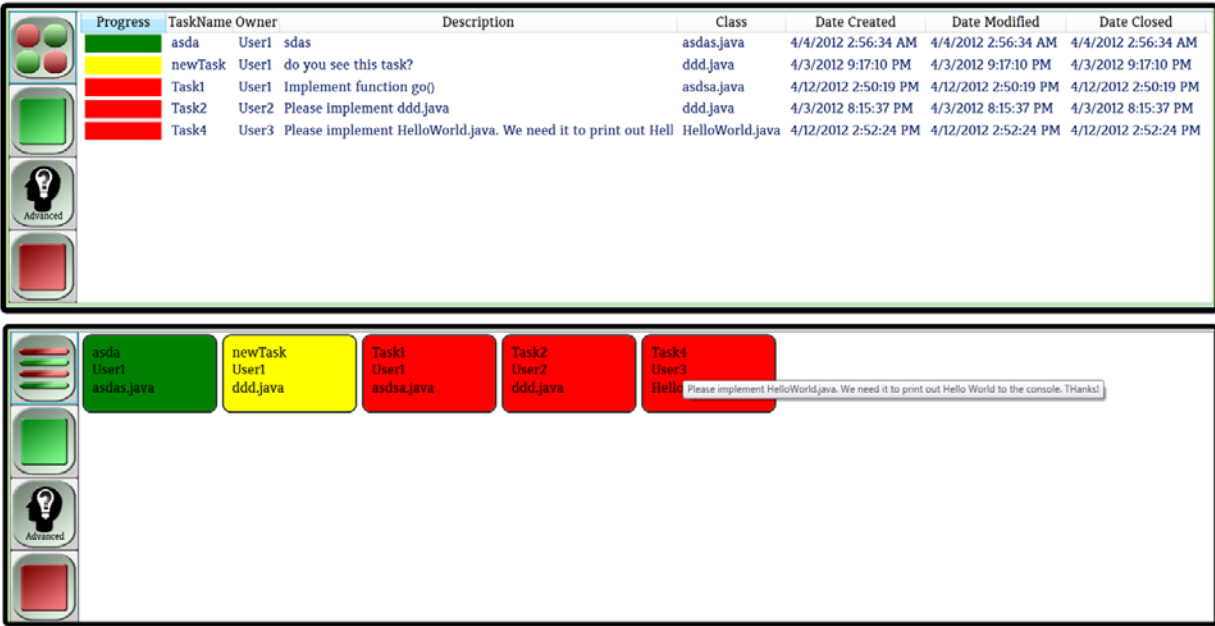 Progress TaskName Owner Description Class Date Created Date Modified Date Closed
asda User1 sdas asdas.java 4/4/2012 2:56:34 AM 4/4/2012 2:56:34 AM 4/4/2012 2:56:34 AM
newTask User1 do you see this task? ddd.java 4/3/2012 9:17:10 PM 4/3/2012 9:17:10 PM 4/3/2012 9:17:10 PM
Task1 User1 Implement function go() asdsa.java 4/12/2012 2:50:19 PM 4/12/2012 2:50:19 PM 4/12/2012 2:50:19 PM
Task2 User2 Please implement ddd.java ddd.java 4/3/2012 8:15:37 PM 4/3/2012 8:15:37 PM 4/3/2012 8:15:37 PM
Task4 User3 Please implement HelloWorld.java. We need it to print out Hell HelloWorld.java 4/12/2012 2:52:24 PM 4/12/2012 2:52:24 PM 4/12/2012 2:52:24 PM
Advanced
asda newTask Task1 Task2 Task4
User1 User1 User1 User2 User3
asdas.java ddd.java asdsa.java ddd.java Hello
Please implement HelloWorld.java. We need it to print out Hello World to the console. THanks!
Advanced